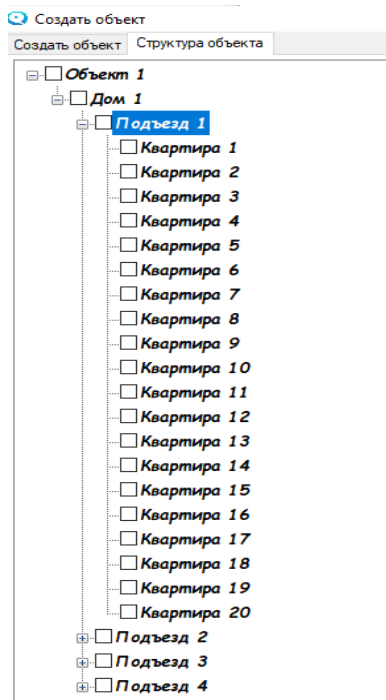 Создать объект
Создать объект Структура объекта
Объект 1
Дом 1
Подъезд 1
Квартира 1
Квартира 2
Квартира 3
Квартира 4
Квартира 5
Квартира 6
Квартира 7
Квартира 8
Квартира 9
Квартира 10
Квартира 11
Квартира 12
Квартира 13
Квартира 14
Квартира 15
Квартира 16
Квартира 17
Квартира 18
Квартира 19
Квартира 20
Подъезд 2
Подъезд 3
Подъезд 4